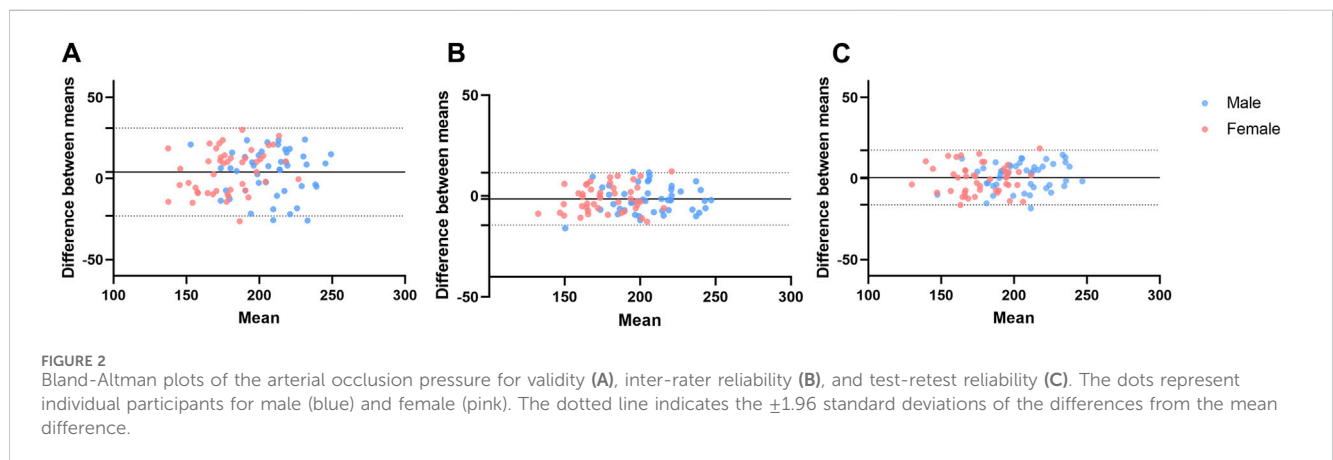 A
B
C
Difference between means
50
0
-50
100
150
200
250
300
Mean
Difference between means
50
0
-50
150
200
250
300
Mean
Difference between means
50
0
-50
100
150
200
250
300
Mean
Male
Female
FIGURE 2
Bland-Altman plots of the arterial occlusion pressure for validity (A), inter-rater reliability (B), and test-retest reliability (C). The dots represent
individual participants for male (blue) and female (pink). The dotted line indicates the ±1.96 standard deviations of the differences from the mean
difference.